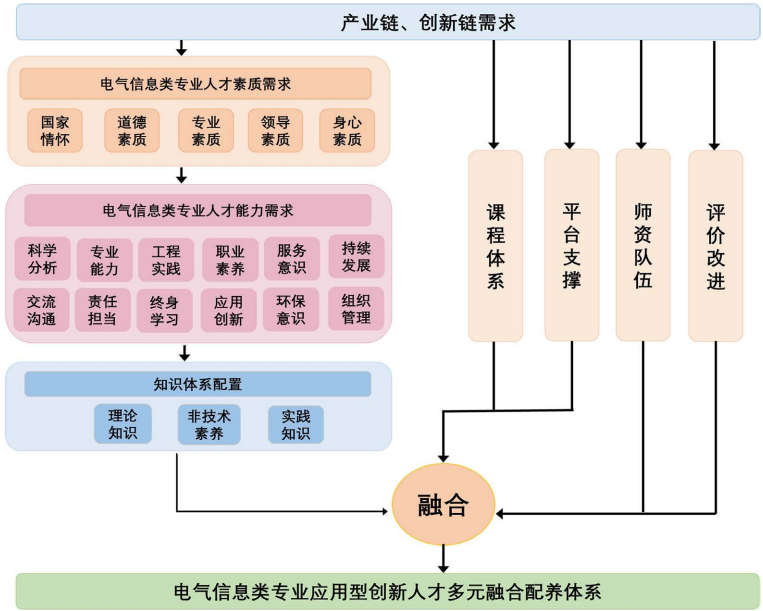 产业链、创新链需求
电气信息类专业人才素质需求
国家
情怀
道德
素质
专业
素质
领导
素质
身心
素质
电气信息类专业人才能力需求
科学
分析
专业
能力
工程
实践
职业
素养
服务
意识
持续
发展
交流
沟通
责任
担当
终身
学习
应用
创新
环保
意识
组织
管理
知识体系配置
理论
知识
非技术
素养
实践
知识
课程体系
平台支撑
师资队伍
评价改进
融合
电气信息类专业应用型创新人才多元融合配养体系